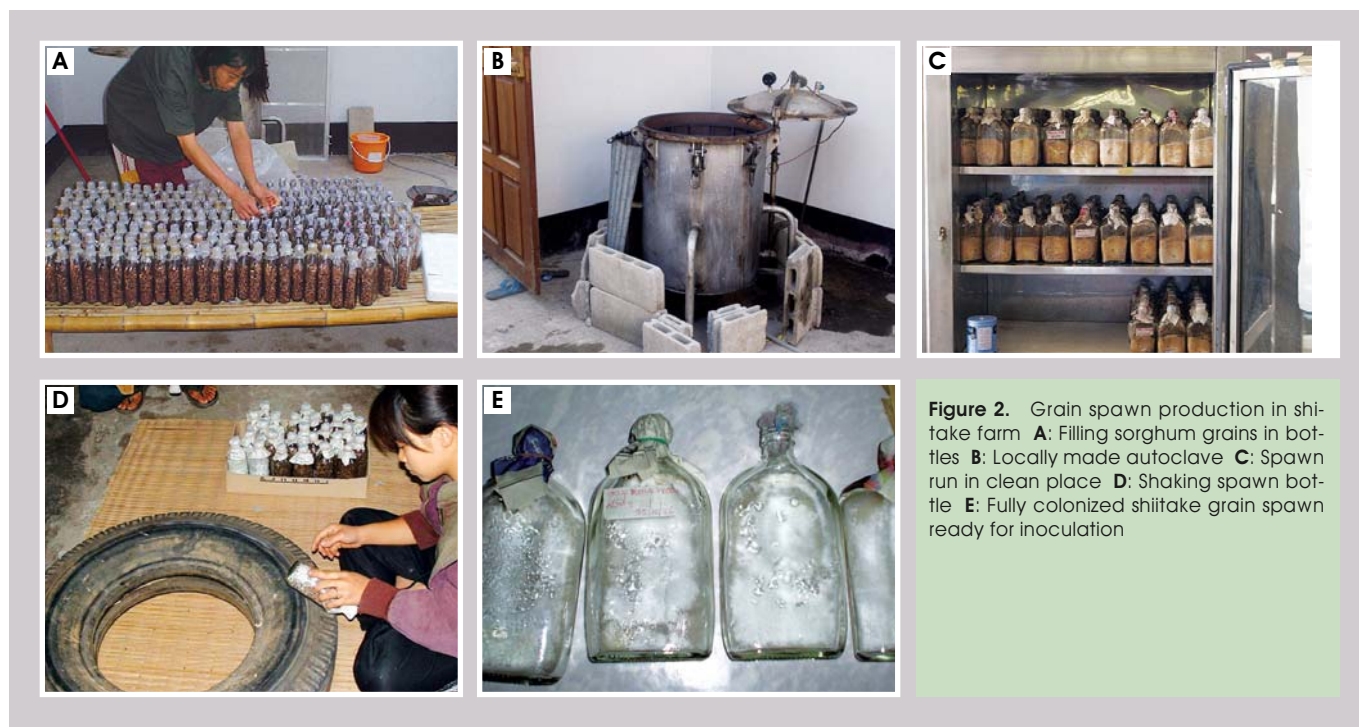 A
B
C
D
E
Figure 2. Grain spawn production in shi-
take farm A: Filling sorghum grains in bot-
tles B: Locally made autoclave C: Spawn
run in clean place D: Shaking spawn bot-
tle E: Fully colonized shiitake grain spawn
ready for inoculation